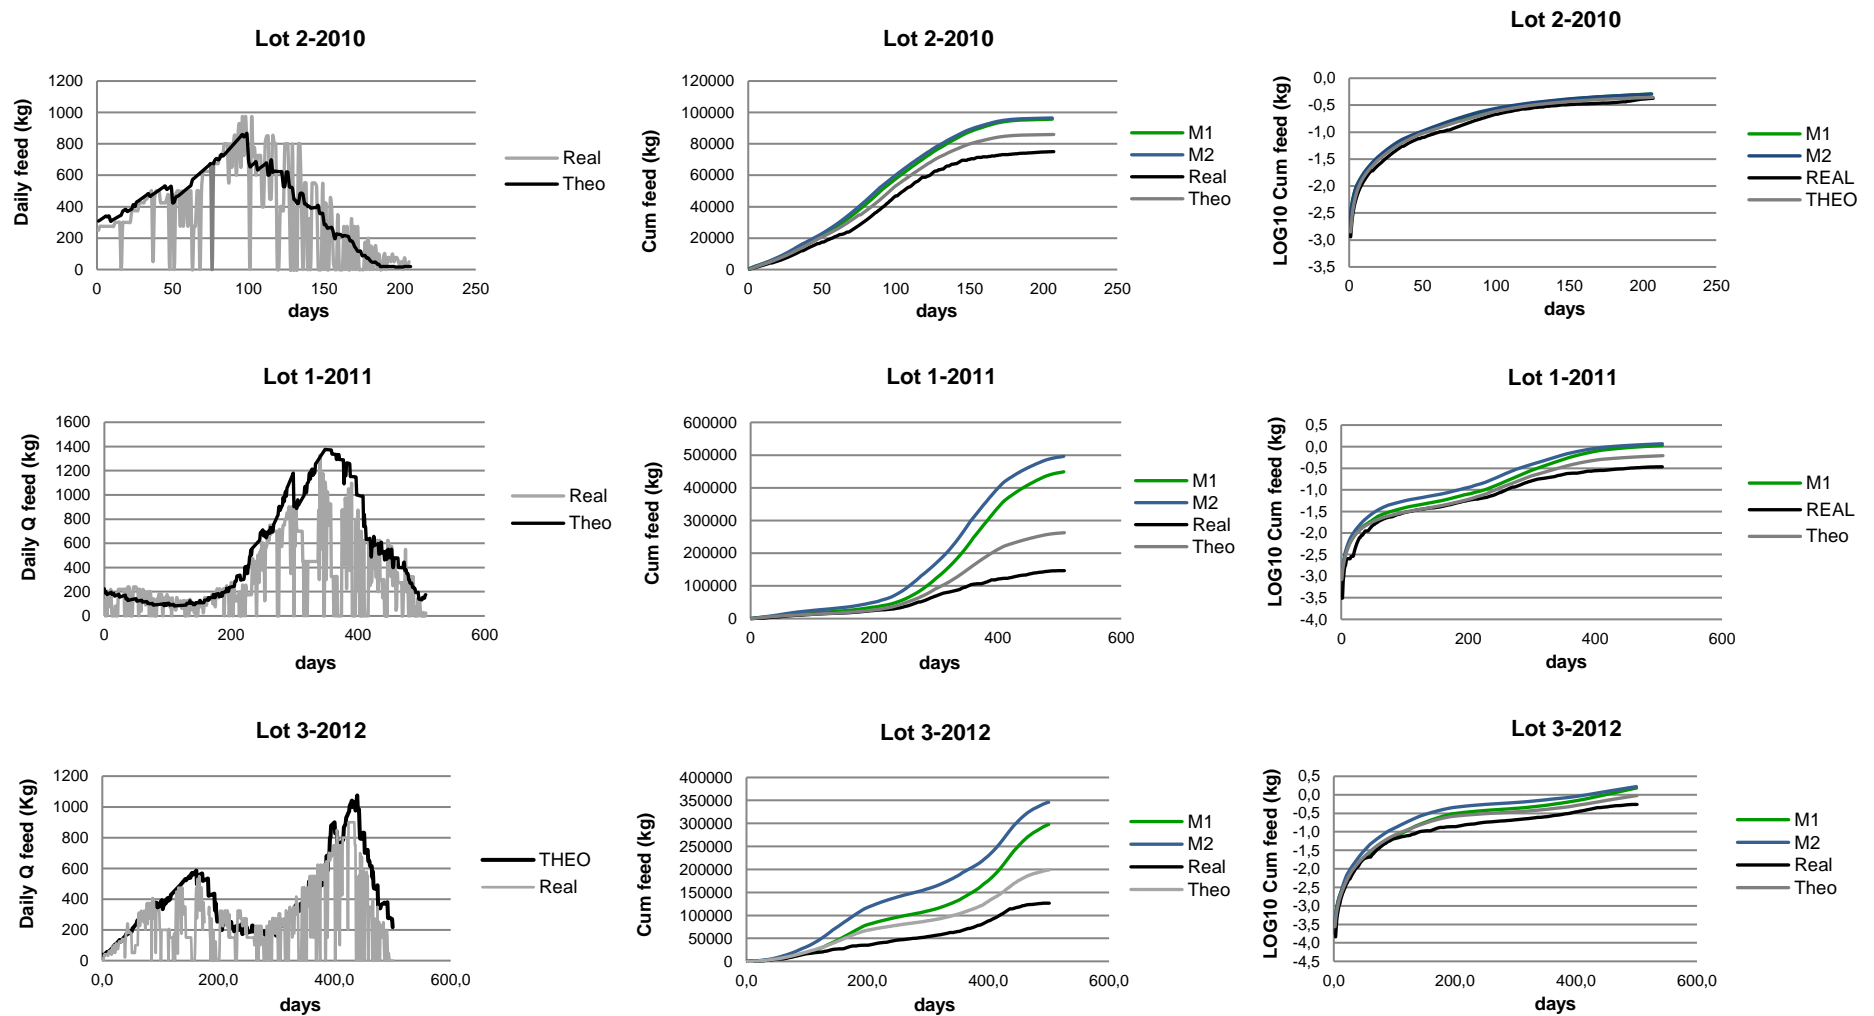 Lot 2-2010
Daily feed (kg)
1200
1000
800
600
400
200
0
0 50 100 150 200 250
days
Real
Theo
Lot 2-2010
Cum feed (kg)
120000
100000
80000
60000
40000
20000
0
0 50 100 150 200 250
days
M1
M2
Real
Theo
Lot 2-2010
LOG10 Cum feed (kg)
0,0
-0,5
-1,0
-1,5
-2,0
-2,5
-3,0
-3,5
0 50 100 150 200 250
days
M1
M2
REAL
THEO
Lot 1-2011
Daily Q feed (kg)
1600
1400
1200
1000
800
600
400
200
0
0 200 400 600
days
Real
Theo
Lot 1-2011
Cum feed (kg)
600000
500000
400000
300000
200000
100000
0
0 200 400 600
days
M1
M2
Real
Theo
Lot 1-2011
LOG10 Cum feed (kg)
0,5
0,0
-0,5
-1,0
-1,5
-2,0
-2,5
-3,0
-3,5
-4,0
0 200 400 600
days
M1
REAL
Theo
Lot 3-2012
Daily Q feed (Kg)
1200
1000
800
600
400
200
0
0,0 200,0 400,0 600,0
days
THEO
Real
Lot 3-2012
Cum feed (kg)
400000
350000
300000
250000
200000
150000
100000
50000
0
0,0 200,0 400,0 600,0
days
M1
M2
Real
Theo
Lot 3-2012
LOG10 Cum feed (kg)
0,5
0,0
-0,5
-1,0
-1,5
-2,0
-2,5
-3,0
-3,5
-4,0
-4,5
0,0 200,0 400,0 600,0
days
M1
M2
Real
Theo